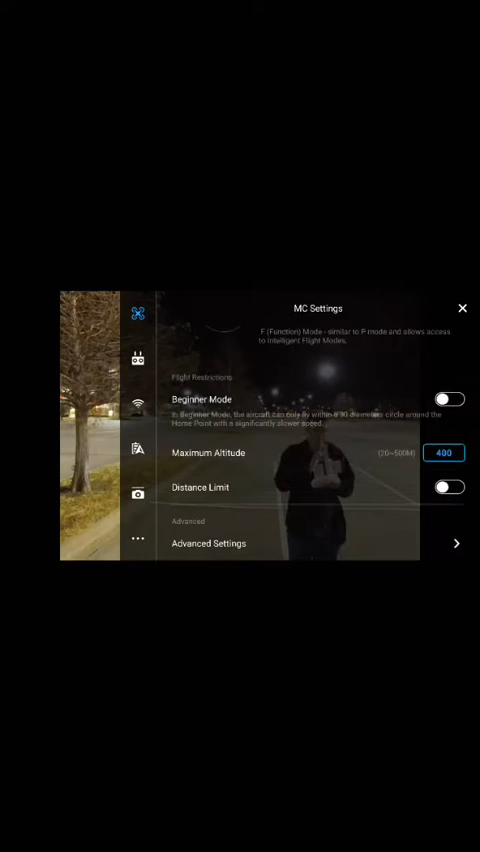 MC Settings
F (Function) Mode - similar to P mode and allows access
to Intelligent Flight Modes.
Flight Restrictions
Beginner Mode
In Beginner Mode, the aircraft can only fly within a 30 diameters circle around the
Home Point with a significantly slower speed.
Maximum Altitude (20~500M) 400
Distance Limit
Advanced
Advanced Settings